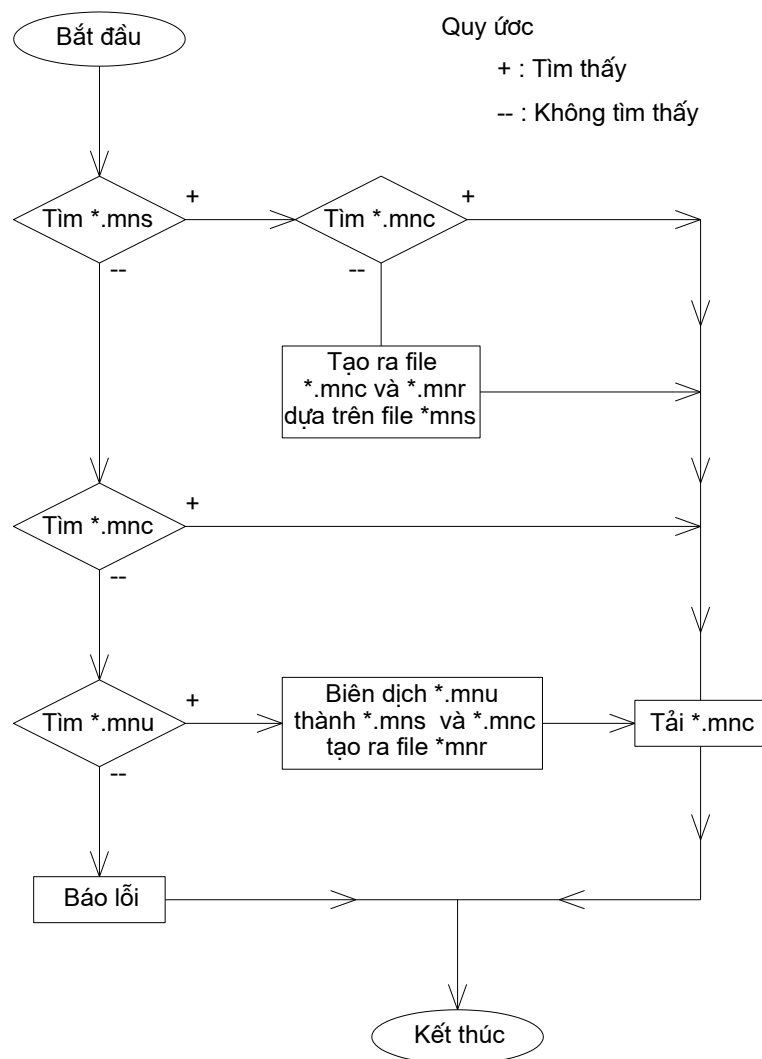 Bắt đầu
Quy ước
+ : Tìm thấy
-- : Không tìm thấy
+
+
Tìm *.mns
Tìm *.mnc
--
--
Tạo ra file
*.mnc và *.mnr
dựa trên file *mns
+
Tìm *.mnc
--
+
Tìm *.mnu
Biên dịch *.mnu
thành *.mns và *.mnc
tạo ra file *mnr
Tải *.mnc
--
Báo lỗi
Kết thúc